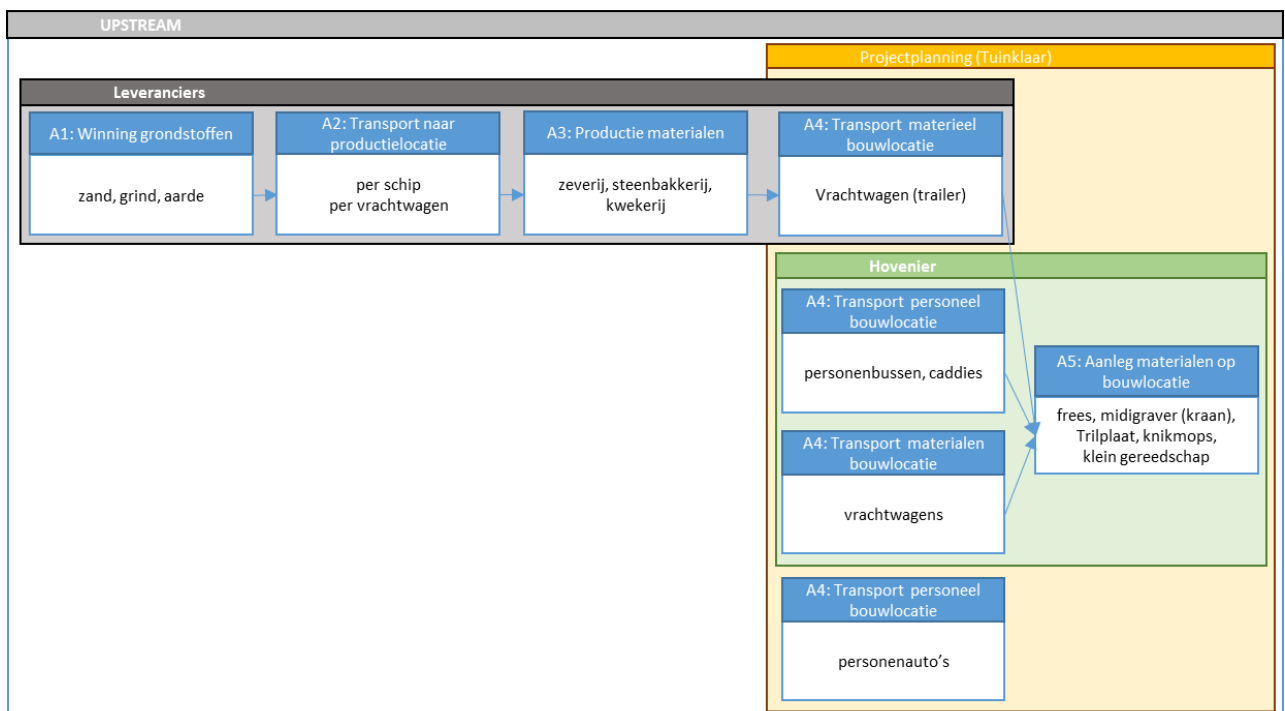 UPSTREAM
Projectplanning (Tuinklaar)
Leveranciers
A1: Winning grondstoffen
zand, grind, aarde
A2: Transport naar
productielocatie
per schip
per vrachtwagen
A3: Productie materialen
zeverij, steenbakkerij,
kwekerij
A4: Transport materieel
bouwlocatie
Vrachtwagen (trailer)
Hovenier
A4: Transport personeel
bouwlocatie
personenbussen, caddies
A4: Transport materialen
bouwlocatie
vrachtwagens
A5: Aanleg materialen op
bouwlocatie
frees, midigraver (kraan),
Trilplaat, knikmops,
klein gereedschap
A4: Transport personeel
bouwlocatie
personenauto's